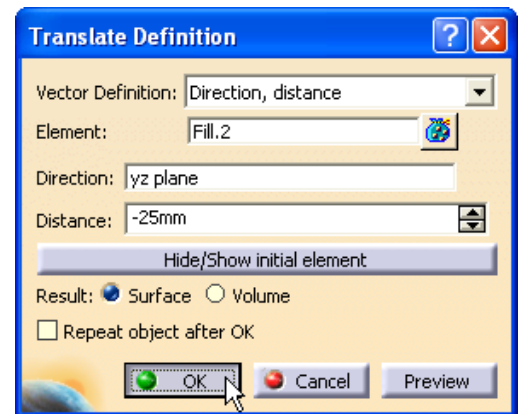 Translate Definition
Vector Definition: Direction, distance
Element: Fill.2
Direction: yz plane
Distance: -25mm
Hide/Show initial element
Result: Surface Volume
Repeat object after OK
OK Cancel Preview